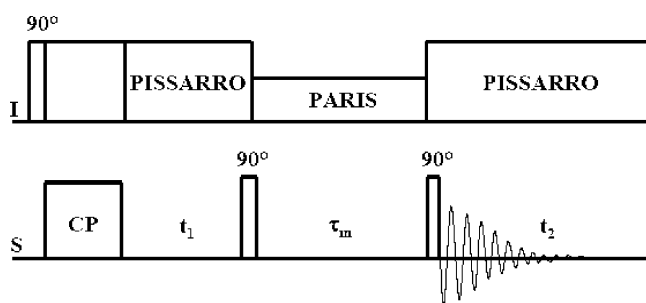 90°
PISSARRO
PARIS
PISSARRO
I
90°
90°
CP
t1
τm
t2
S